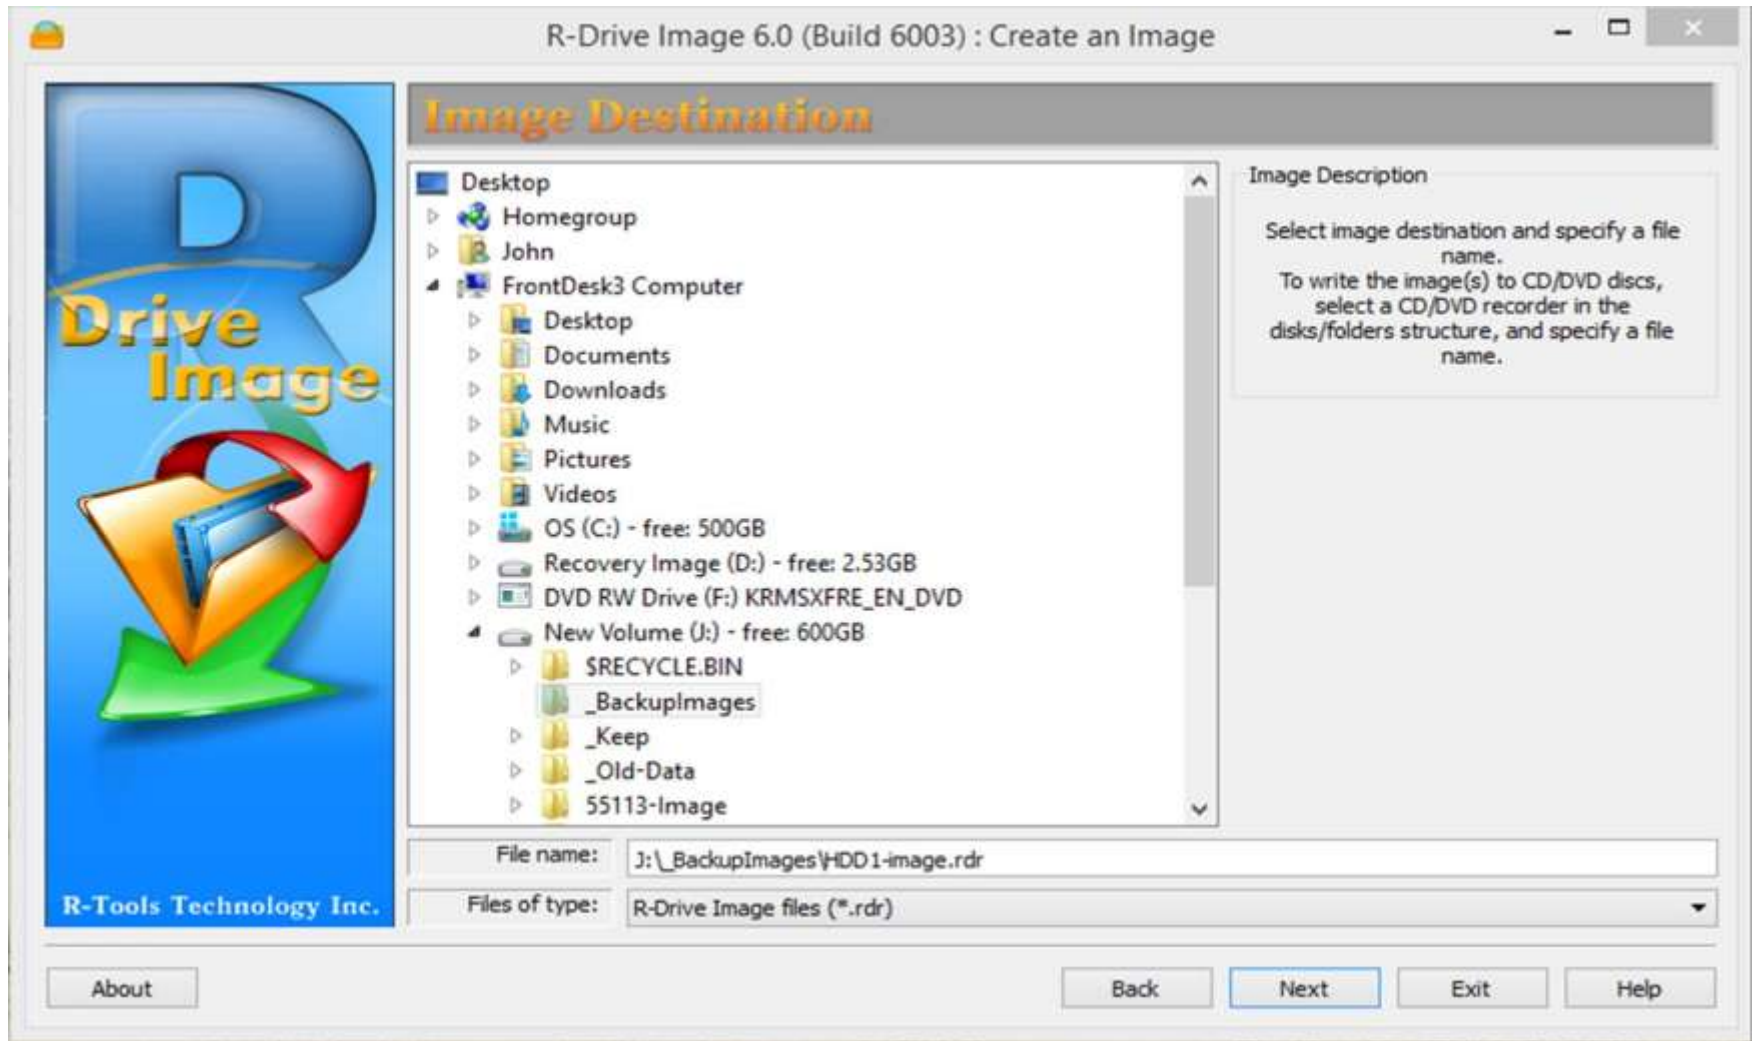 R-Drive Image 6.0 (Build 6003) : Create an Image
Drive
Image
R-Tools Technology Inc.
Image Destination
Desktop
Homegroup
John
FrontDesk3 Computer
Desktop
Documents
Downloads
Music
Pictures
Videos
OS (C:) - free: 500GB
Recovery Image (D:) - free: 2.53GB
DVD RW Drive (F:) KRMSXFRE_EN_DVD
New Volume (J:) - free: 600GB
$RECYCLE.BIN
_BackupImages
_Keep
_Old-Data
55113-Image
Image Description
Select image destination and specify a file
name.
To write the image(s) to CD/DVD discs,
select a CD/DVD recorder in the
disks/folders structure, and specify a file
name.
File name: J:\_BackupImages\HDD1-image.rdr
Files of type: R-Drive Image files (*.rdr)
About Back Next Exit Help